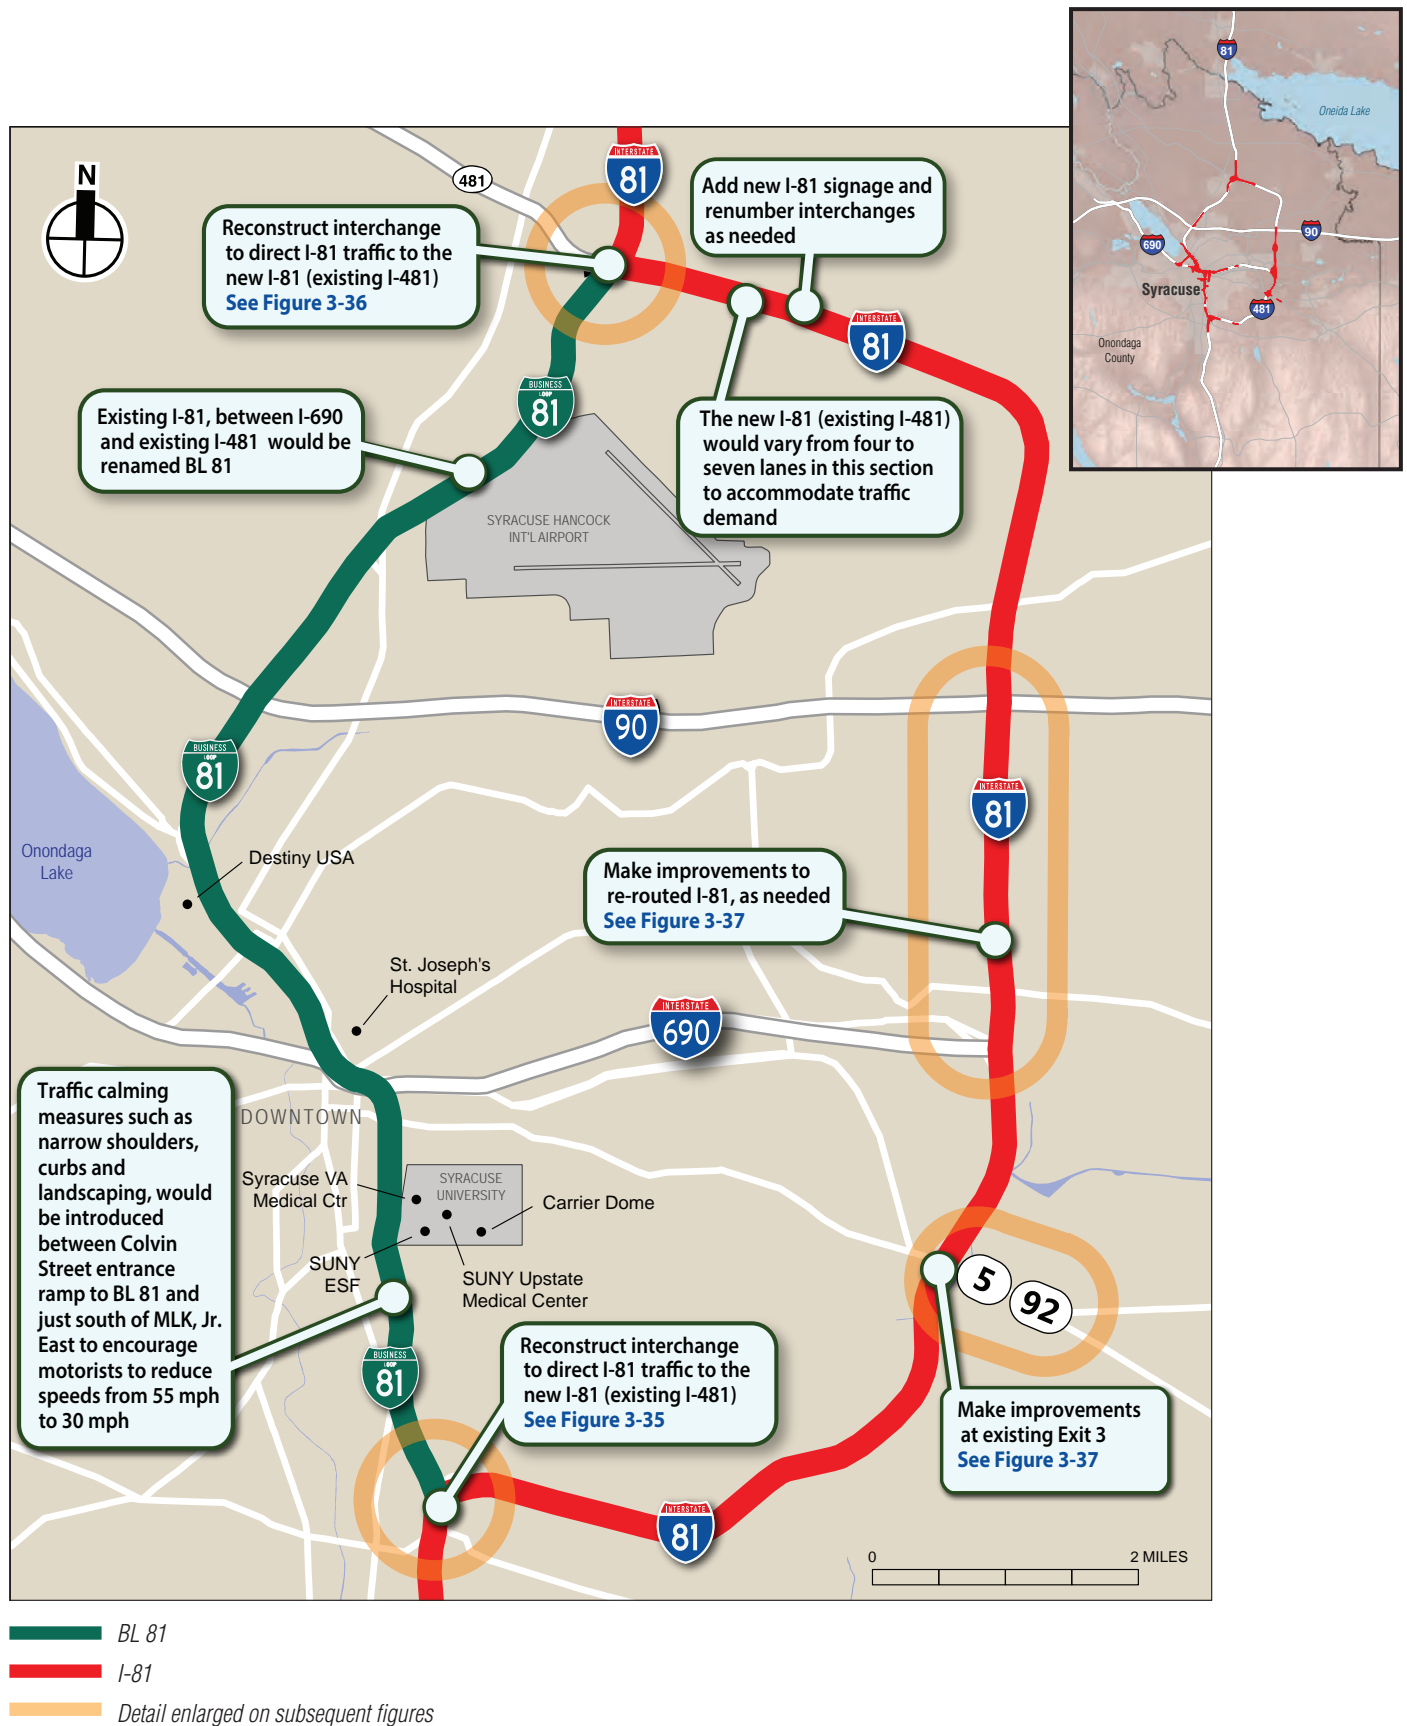 81
Oneida Lake
90
690
Syracuse
481
Onondaga
County
N
481
INTERSTATE
81
Add new I-81 signage and
renumber interchanges
as needed
Reconstruct interchange
to direct I-81 traffic to the
new I-81 (existing I-481)
See Figure 3-36
INTERSTATE
81
BUSINESS
LOOP
81
Existing I-81, between I-690
and existing I-481 would be
renamed BL 81
The new I-81 (existing I-481)
would vary from four to
seven lanes in this section
to accommodate traffic
demand
SYRACUSE HANCOCK
INT'L AIRPORT
INTERSTATE
90
BUSINESS
LOOP
81
INTERSTATE
81
Onondaga
Lake
Destiny USA
Make improvements to
re-routed I-81, as needed
See Figure 3-37
St. Joseph's
Hospital
INTERSTATE
690
Traffic calming
measures such as
narrow shoulders,
curbs and
landscaping, would
be introduced
between Colvin
Street entrance
ramp to BL 81 and
just south of MLK, Jr.
East to encourage
motorists to reduce
speeds from 55 mph
to 30 mph
DOWNTOWN
Syracuse VA
Medical Ctr
SYRACUSE
UNIVERSITY
Carrier Dome
SUNY
ESF
SUNY Upstate
Medical Center
5
92
BUSINESS
LOOP
81
Reconstruct interchange
to direct I-81 traffic to the
new I-81 (existing I-481)
See Figure 3-35
Make improvements
at existing Exit 3
See Figure 3-37
INTERSTATE
81
0
2 MILES
BL 81
I-81
Detail enlarged on subsequent figures